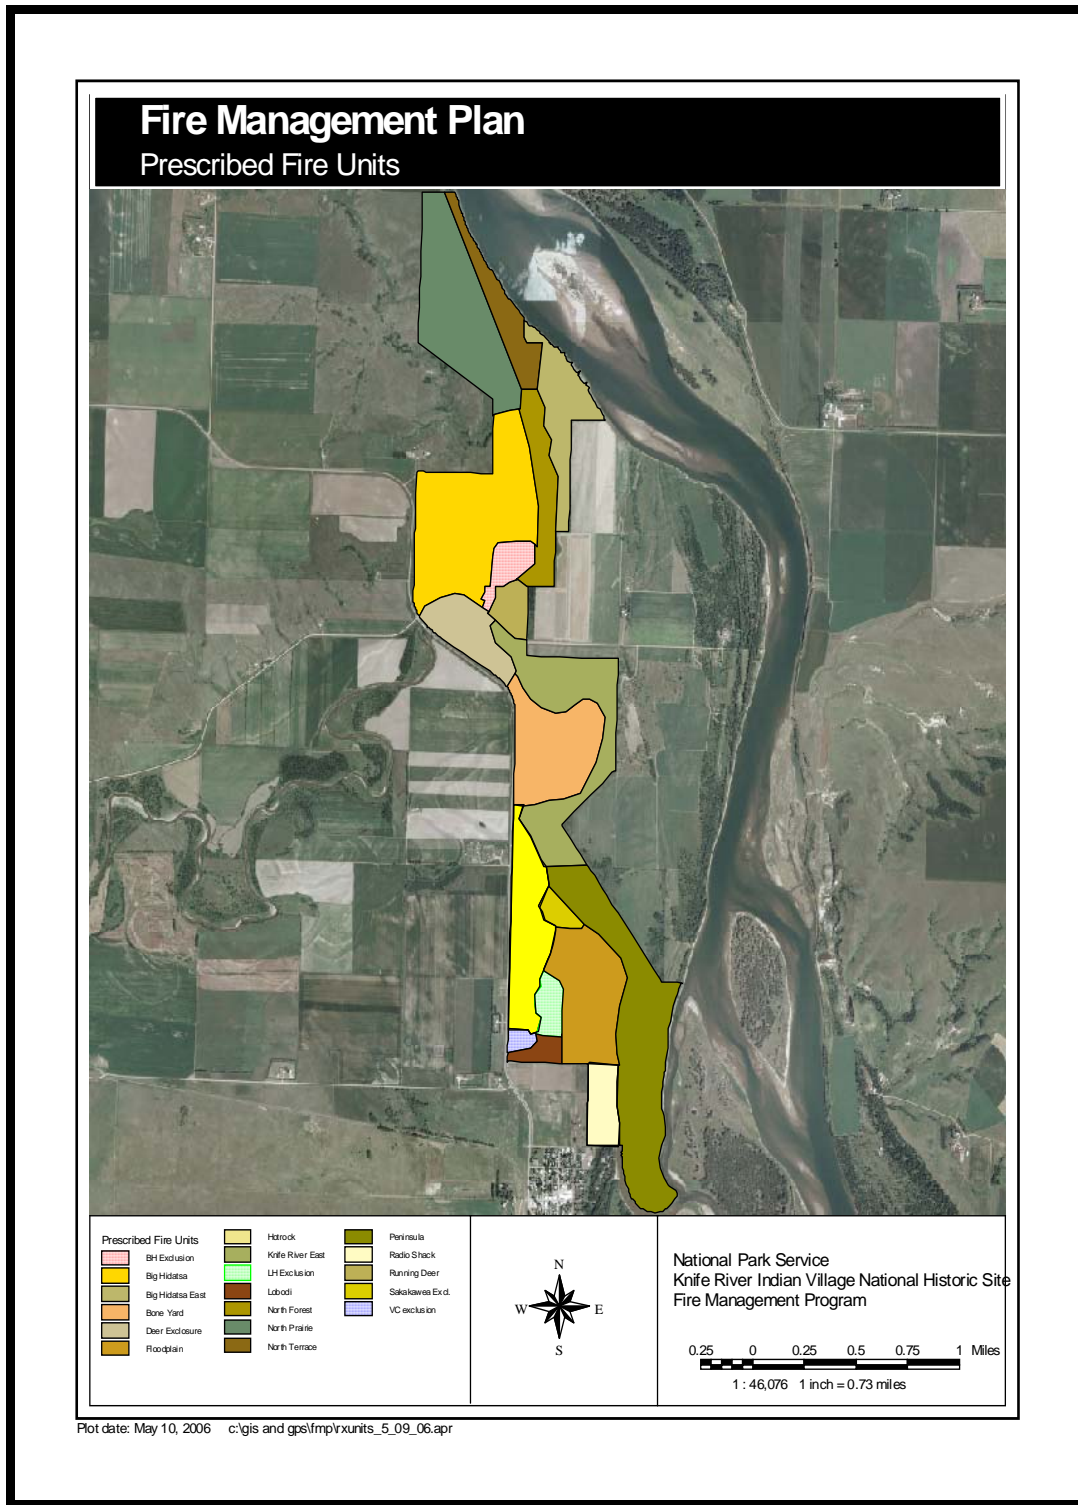 Fire Management Plan
Prescribed Fire Units
Prescribed Fire Units
BH Exclusion
Big Hidatsa
Big Hidatsa East
Bone Yard
Deer Exclosure
Floodplain
Hotrock
Knife River East
LH Exclusion
Lobodi
North Forest
North Prairie
North Terrace
Peninsula
Radio Shack
Running Deer
Sakakawea Excl.
VC exclusion
N
W E
S
National Park Service
Knife River Indian Village National Historic Site
Fire Management Program
0.25 0 0.25 0.5 0.75 1 Miles
1 : 46,076 1 inch = 0.73 miles
Plot date: May 10, 2006 c:\gis and gps\fmp\rxunits_5_09_06.apr